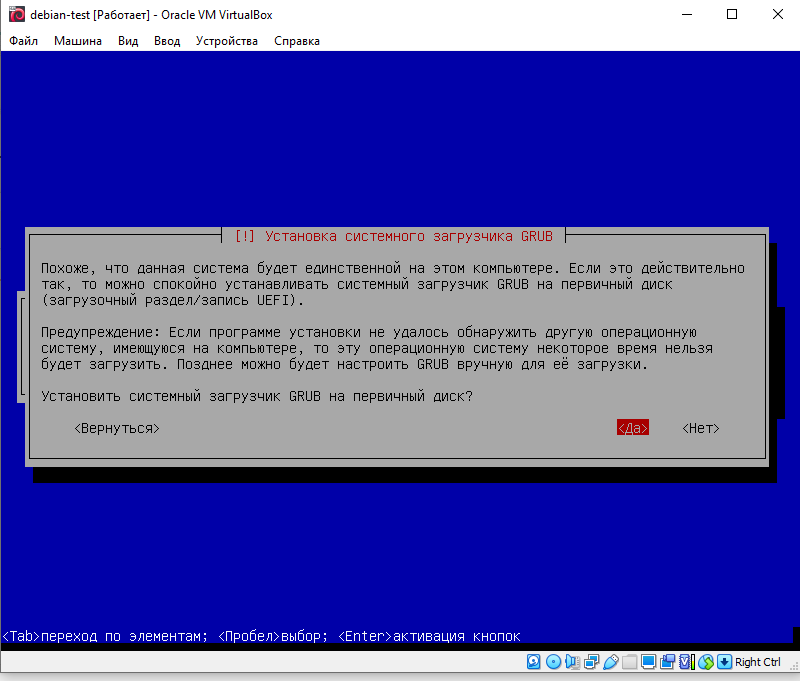 debian-test [Работает] - Oracle VM VirtualBox
Файл Машина Вид Ввод Устройства Справка
[!] Установка системного загрузчика GRUB
Похоже, что данная система будет единственной на этом компьютере. Если это действительно
так, то можно спокойно устанавливать системный загрузчик GRUB на первичный диск
(загрузочный раздел/запись UEFI).
Предупреждение: Если программе установки не удалось обнаружить другую операционную
систему, имеющуюся на компьютере, то эту операционную систему некоторое время нельзя
будет загрузить. Позднее можно будет настроить GRUB вручную для её загрузки.
Установить системный загрузчик GRUB на первичный диск?
<Вернуться> <Да> <Нет>
<Tab>переход по элементам; <Пробел>выбор; <Enter>активация кнопок
Right Ctrl